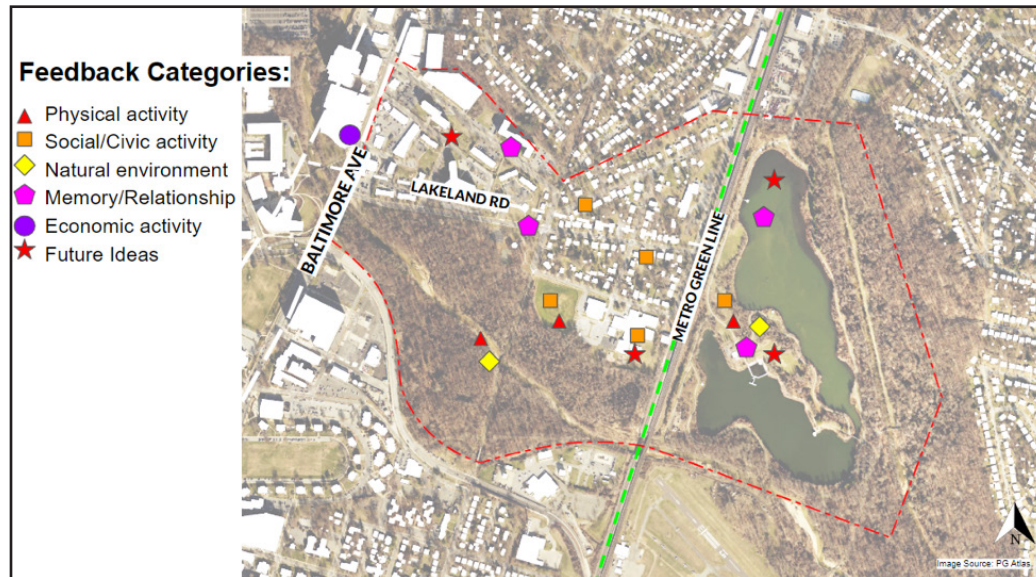 Feedback Categories:
Physical activity
Social/Civic activity
Natural environment
Memory/Relationship
Economic activity
Future Ideas
BALTIMORE AVE
LAKELAND RD
METRO GREEN LINE
N
Image Source: PG Atlas